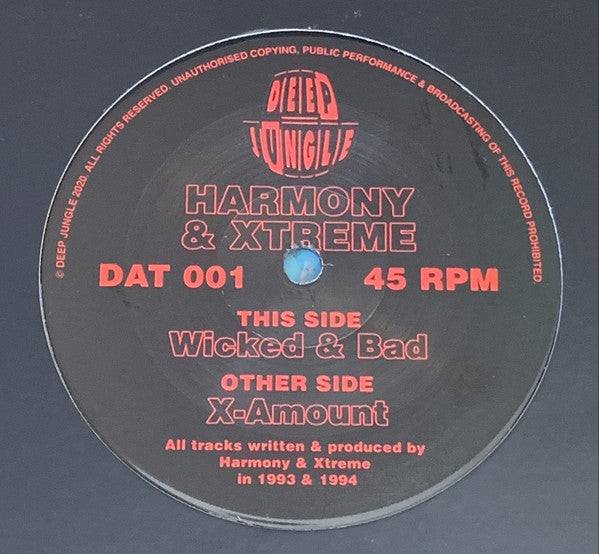 © DEEP JUNGLE 2020. ALL RIGHTS RESERVED. UNAUTHORISED COPYING, PUBLIC PERFORMANCE & BROADCASTING OF THIS RECORD PROHIBITED.
DEEP
JUNGLE
HARMONY
& XTREME
DAT 001 45 RPM
THIS SIDE
Wicked & Bad
OTHER SIDE
X-Amount
All tracks written & produced by
Harmony & Xtreme
in 1993 & 1994